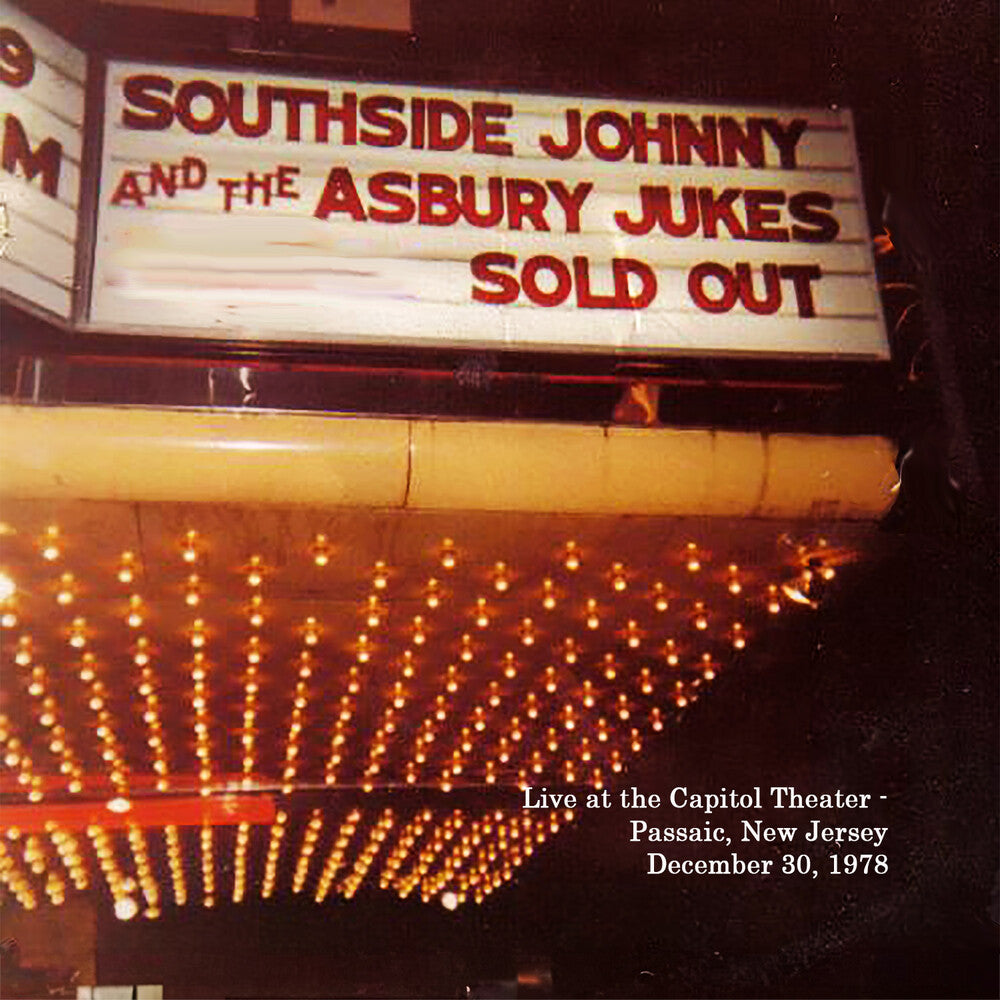 9
M
SOUTHSIDE JOHNNY
AND THE ASBURY JUKES
SOLD OUT
Live at the Capitol Theater -
Passaic, New Jersey
December 30, 1978